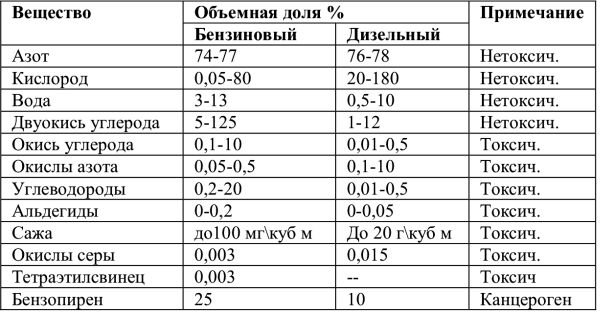 Вещество Объемная доля % Примечание
Бензиновый Дизельный
Азот 74-77 76-78 Нетоксич.
Кислород 0,05-80 20-180 Нетоксич.
Вода 3-13 0,5-10 Нетоксич.
Двуокись углерода 5-125 1-12 Нетоксич.
Окись углерода 0,1-10 0,01-0,5 Токсич.
Окислы азота 0,05-0,5 0,1-10 Токсич.
Углеводороды 0,2-20 0,01-0,5 Токсич.
Альдегиды 0-0,2 0-0,05 Токсич.
Сажа до100 мг\куб м До 20 г\куб м Токсич.
Окислы серы 0,003 0,015 Токсич.
Тетраэтилсвинец 0,003 -- Токсич
Бензопирен 25 10 Канцероген